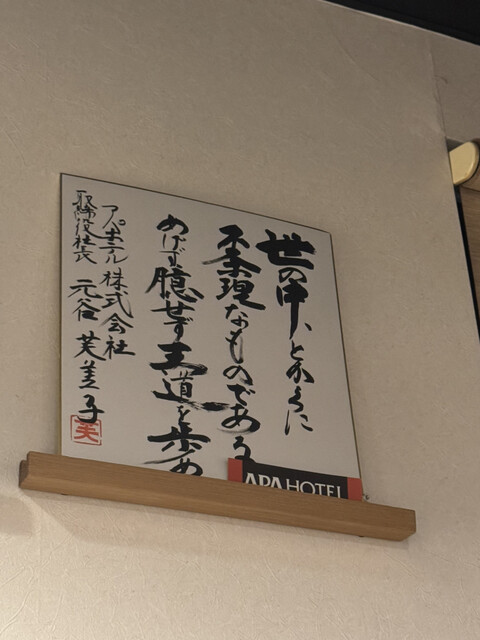 世の中、とかくに
不条理なものである
めげず臆せず王道を歩め
アパホテル株式会社
取締役社長 元谷 芙美子
芙
APA HOTEL